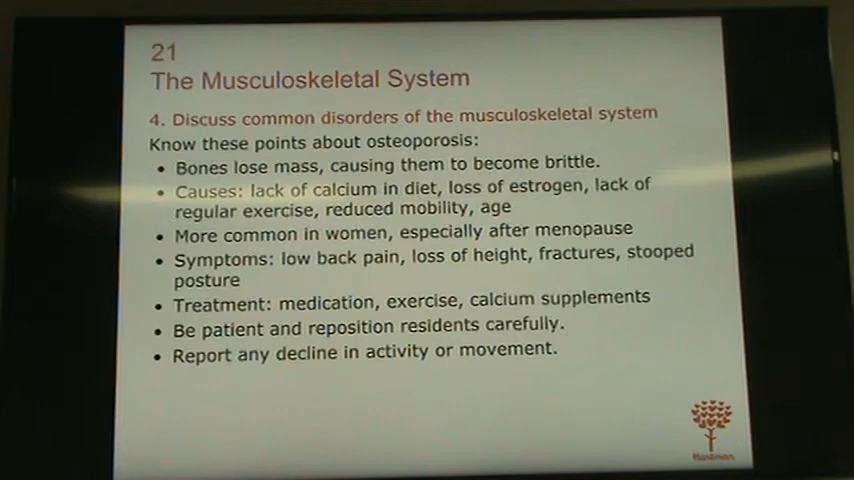 21
The Musculoskeletal System
4. Discuss common disorders of the musculoskeletal system
Know these points about osteoporosis:
• Bones lose mass, causing them to become brittle.
• Causes: lack of calcium in diet, loss of estrogen, lack of
regular exercise, reduced mobility, age
• More common in women, especially after menopause
• Symptoms: low back pain, loss of height, fractures, stooped
posture
• Treatment: medication, exercise, calcium supplements
• Be patient and reposition residents carefully.
• Report any decline in activity or movement.
Hartman